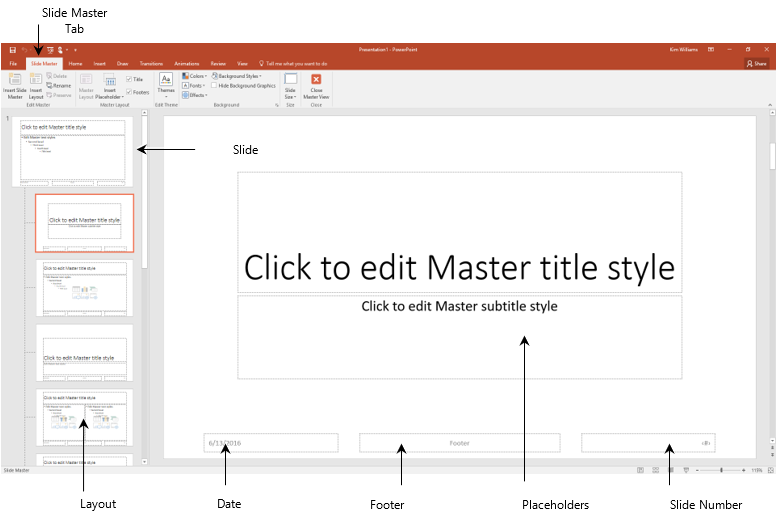 Slide Master
Tab
Presentation1 - PowerPoint
Kim Williams
File Slide Master Home Insert Draw Transitions Animations Review View Tell me what you want to do Share
Insert Slide Master
Insert Layout
Delete
Rename
Preserve
Edit Master
Master Layout
Insert Placeholder
Title
Footers
Master Layout
Themes
Edit Theme
Colors
Fonts
Effects
Background Styles
Hide Background Graphics
Background
Slide Size
Size
Close Master View
Close
1
Click to edit Master title style
Slide
Click to edit Master title style
Click to edit Master title style
Click to edit Master title style
Click to edit Master title style
Click to edit Master title style
Click to edit Master title style
Click to edit Master subtitle style
6/13/2016
Footer
‹#›
Slide Master
116%
Layout
Date
Footer
Placeholders
Slide Number